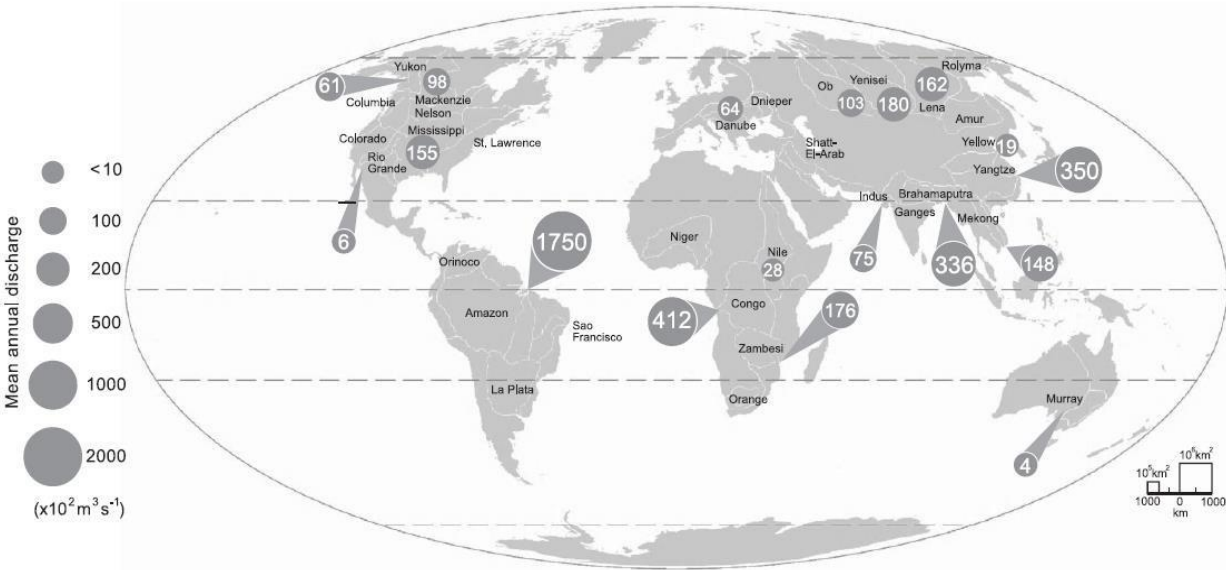 Mean annual discharge
<10
100
200
500
1000
2000
(x10² m³ s⁻¹)
Yukon
61
98
Mackenzie
Columbia
Nelson
Mississippi
Colorado
St. Lawrence
155
Rio
Grande
6
Orinoco
1750
Amazon
Sao
Francisco
La Plata
64
Danube
Dnieper
Ob
Yenisei
103
180
Rolyma
162
Lena
Amur
Yellow
19
Shatt-
El-Arab
Yangtze
350
Indus
Brahamaputra
Ganges
Mekong
75
336
148
Niger
Nile
28
Congo
412
176
Zambesi
Orange
Murray
4
10⁵km²
10⁶km²
1000 0 1000
km